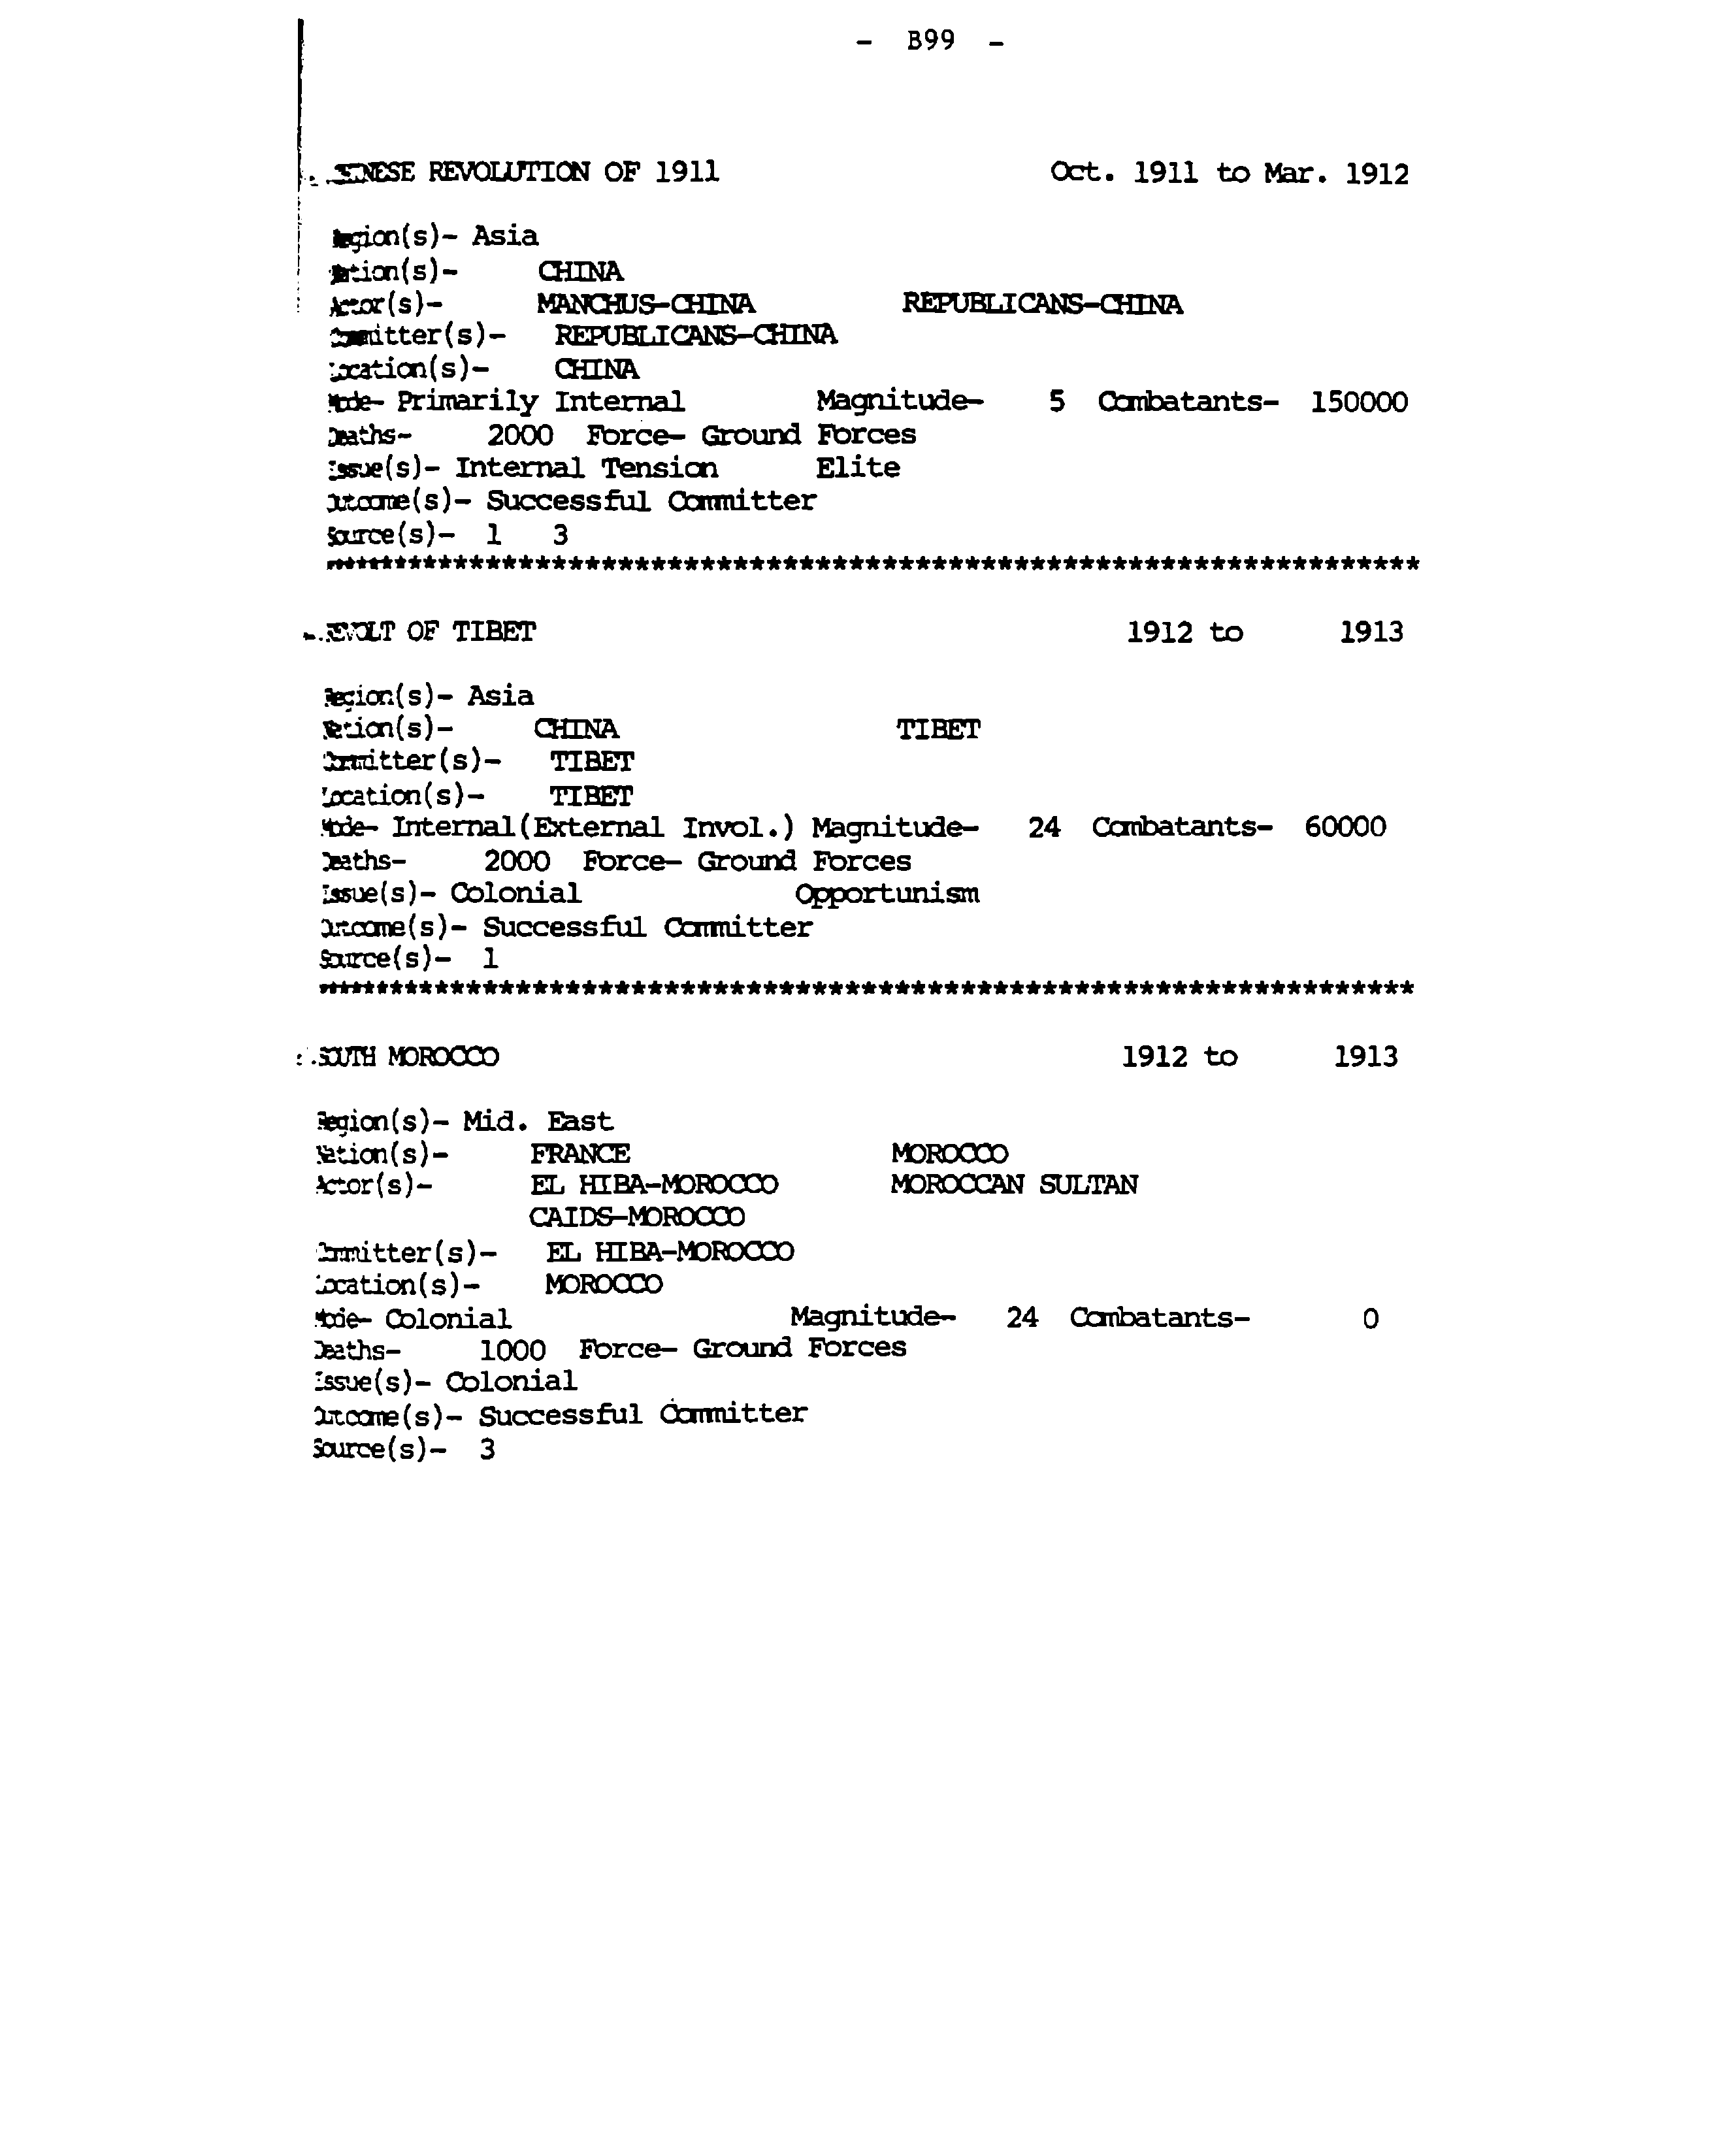 - B99 -
CHINESE REVOLUTION OF 1911 Oct. 1911 to Mar. 1912
Region(s)- Asia
Nation(s)- CHINA
Actor(s)- MANCHUS-CHINA REPUBLICANS-CHINA
Committer(s)- REPUBLICANS-CHINA
Location(s)- CHINA
Mode- Primarily Internal Magnitude- 5 Combatants- 150000
Deaths- 2000 Force- Ground Forces
Issue(s)- Internal Tension Elite
Outcome(s)- Successful Committer
Source(s)- 1 3
*******************************************************************
REVOLT OF TIBET 1912 to 1913
Region(s)- Asia
Nation(s)- CHINA TIBET
Committer(s)- TIBET
Location(s)- TIBET
Mode- Internal(External Invol.) Magnitude- 24 Combatants- 60000
Deaths- 2000 Force- Ground Forces
Issue(s)- Colonial Opportunism
Outcome(s)- Successful Committer
Source(s)- 1
*******************************************************************
SOUTH MOROCCO 1912 to 1913
Region(s)- Mid. East
Nation(s)- FRANCE MOROCCO
Actor(s)- EL HIBA-MOROCCO MOROCCAN SULTAN
CAIDS-MOROCCO
Committer(s)- EL HIBA-MOROCCO
Location(s)- MOROCCO
Mode- Colonial Magnitude- 24 Combatants- 0
Deaths- 1000 Force- Ground Forces
Issue(s)- Colonial
Outcome(s)- Successful Committer
Source(s)- 3